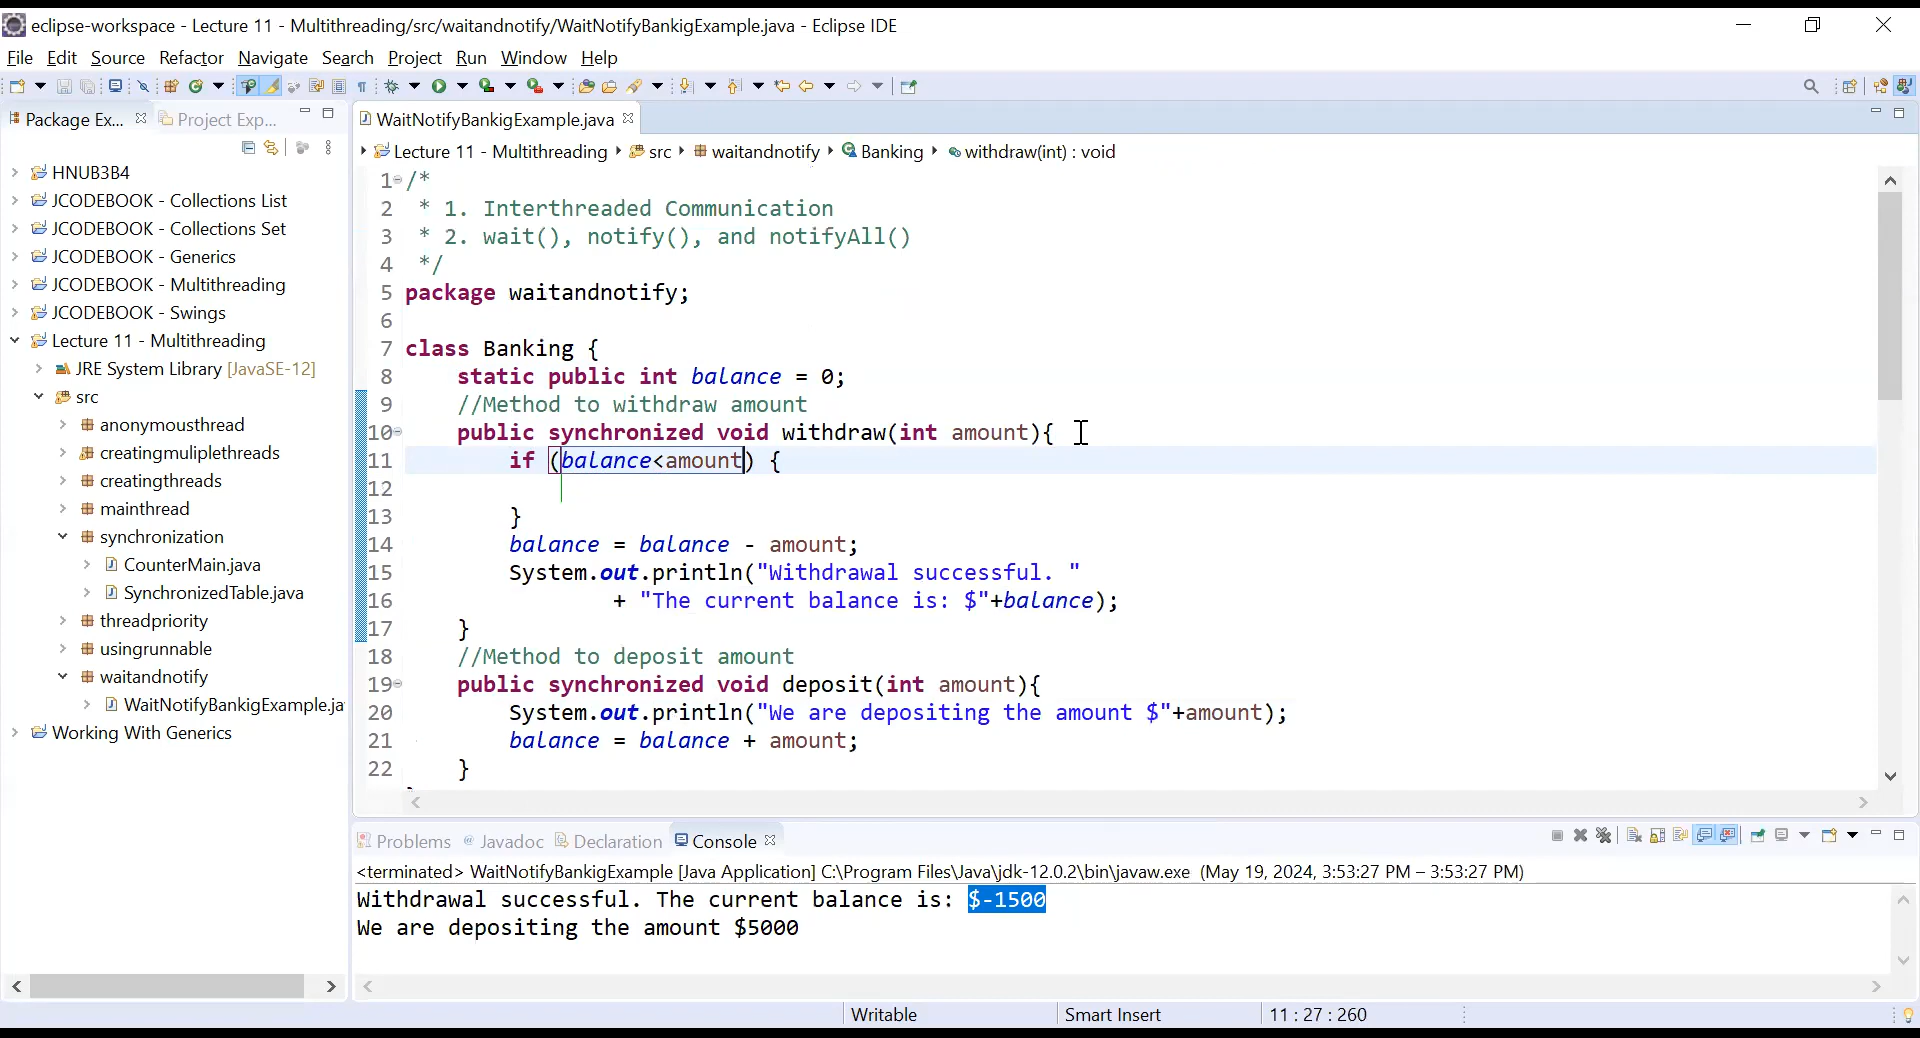 eclipse-workspace - Lecture 11 - Multithreading/src/waitandnotify/WaitNotifyBankigExample.java - Eclipse IDE
File Edit Source Refactor Navigate Search Project Run Window Help
Package Ex... Project Exp...
HNUB3B4
JCODEBOOK - Collections List
JCODEBOOK - Collections Set
JCODEBOOK - Generics
JCODEBOOK - Multithreading
JCODEBOOK - Swings
Lecture 11 - Multithreading
JRE System Library [JavaSE-12]
src
anonymousthread
creatingmuliplethreads
creatingthreads
mainthread
synchronization
CounterMain.java
SynchronizedTable.java
threadpriority
usingrunnable
waitandnotify
WaitNotifyBankigExample.ja
Working With Generics
WaitNotifyBankigExample.java
Lecture 11 - Multithreading src waitandnotify Banking withdraw(int) : void
1 /*
2 * 1. Interthreaded Communication
3 * 2. wait(), notify(), and notifyAll()
4 */
5 package waitandnotify;
6
7 class Banking {
8 static public int balance = 0;
9 //Method to withdraw amount
10 public synchronized void withdraw(int amount){
11 if (balance<amount) {
12
13 }
14 balance = balance - amount;
15 System.out.println("Withdrawal successful. "
16 + "The current balance is: $"+balance);
17 }
18 //Method to deposit amount
19 public synchronized void deposit(int amount){
20 System.out.println("We are depositing the amount $"+amount);
21 balance = balance + amount;
22 }
Problems Javadoc Declaration Console
<terminated> WaitNotifyBankigExample [Java Application] C:\Program Files\Java\jdk-12.0.2\bin\javaw.exe (May 19, 2024, 3:53:27 PM – 3:53:27 PM)
Withdrawal successful. The current balance is: $-1500
We are depositing the amount $5000
Writable Smart Insert 11 : 27 : 260